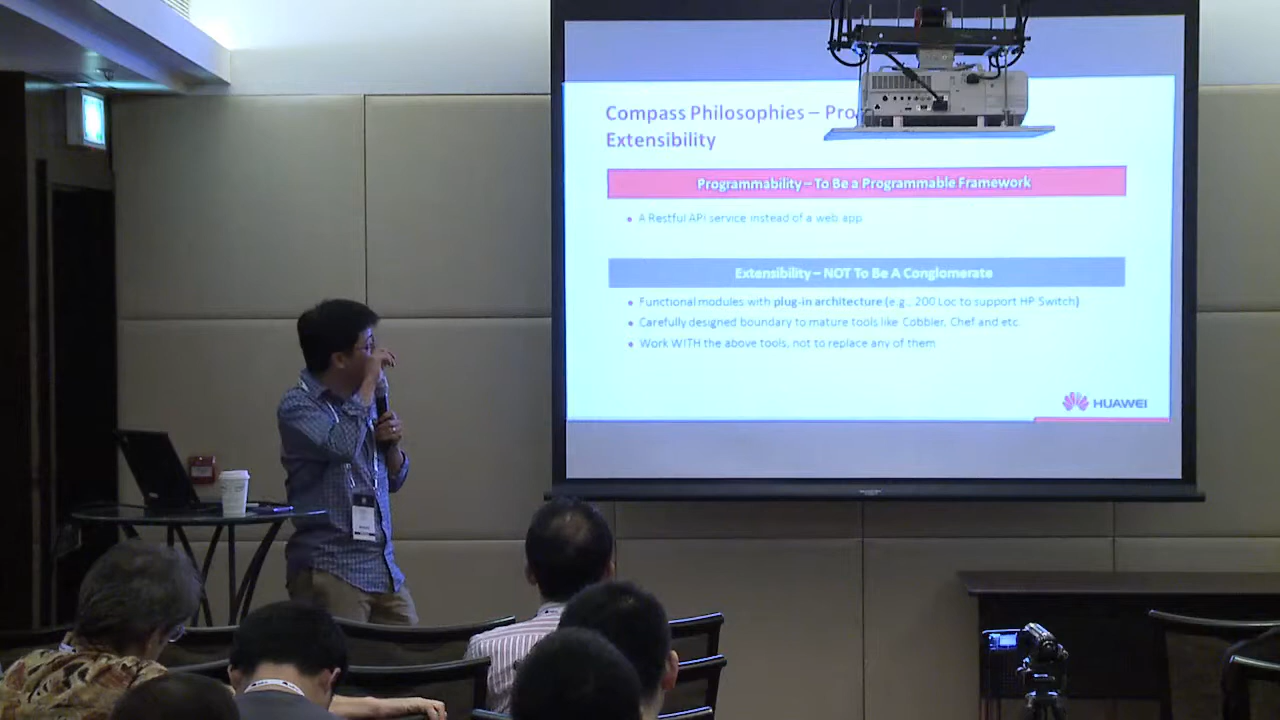 Compass Philosophies – Pro
Extensibility
Programmability – To Be a Programmable Framework
• A Restful API service instead of a web app
Extensibility – NOT To Be A Conglomerate
• Functional modules with plug-in architecture (e.g., 200 Loc to support HP Switch)
• Carefully designed boundary to mature tools like Cobbler, Chef and etc.
• Work WITH the above tools, not to replace any of them
HUAWEI